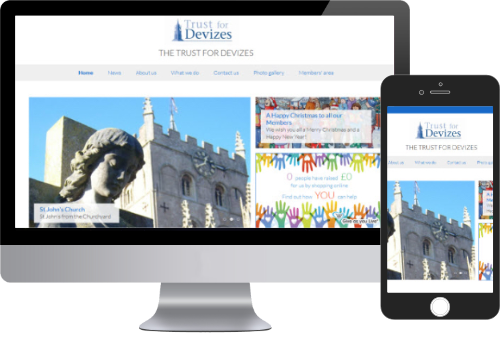 Trust for
Devizes
THE TRUST FOR DEVIZES
Home News About us What we do Contact us Photo gallery Members' area
A Happy Christmas to all our
Members
We wish you all a Merry Christmas and a
Happy New Year!
0 people have raised £0
for us by shopping online
Find out how YOU can help
Give as you Live
St John's Church
St John's from the Churchyard
Trust for
Devizes
THE TRUST FOR DEVIZES
about us What we do Contact us